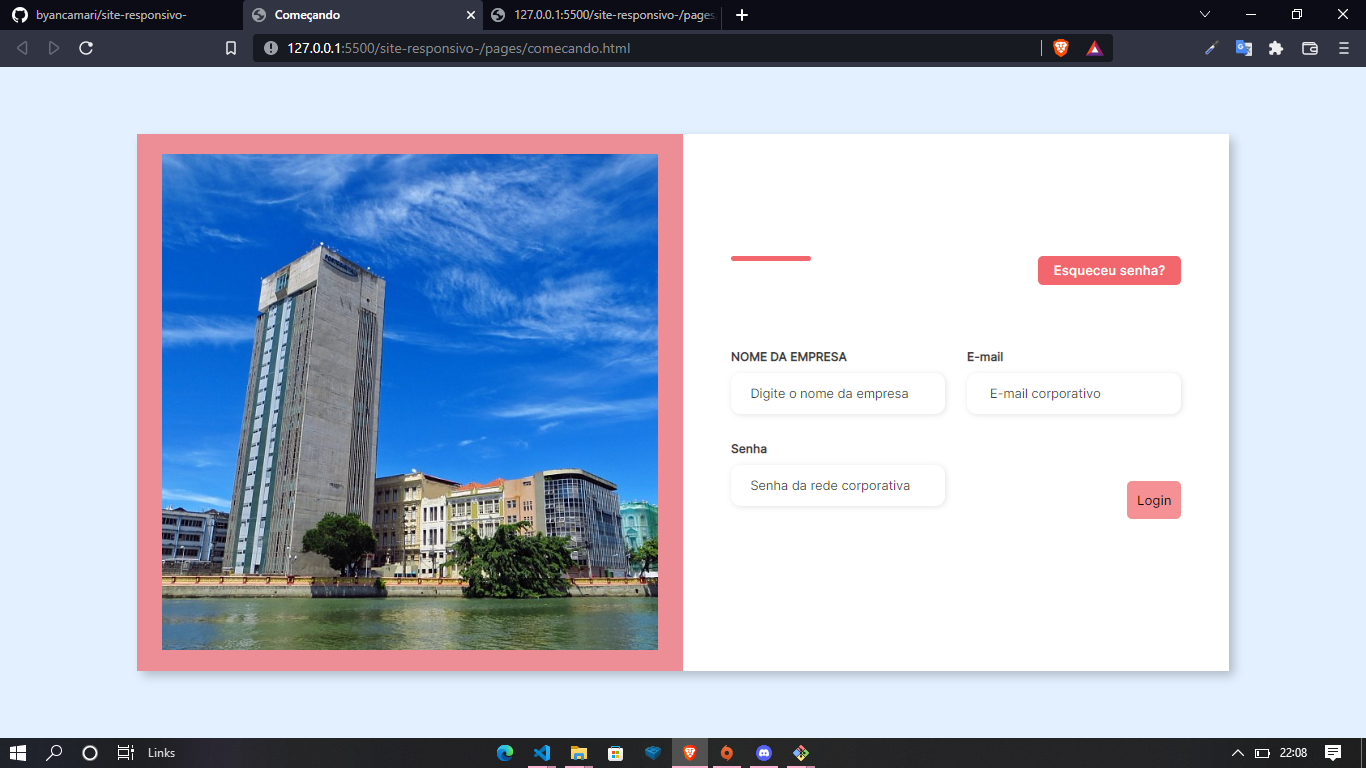 byancamari/site-responsivo-
Começando
127.0.0.1:5500/site-responsivo-/pages.
127.0.0.1:5500/site-responsivo-/pages/comecando.html
Esqueceu senha?
NOME DA EMPRESA
E-mail
Digite o nome da empresa
E-mail corporativo
Senha
Senha da rede corporativa
Login
Links
22:08